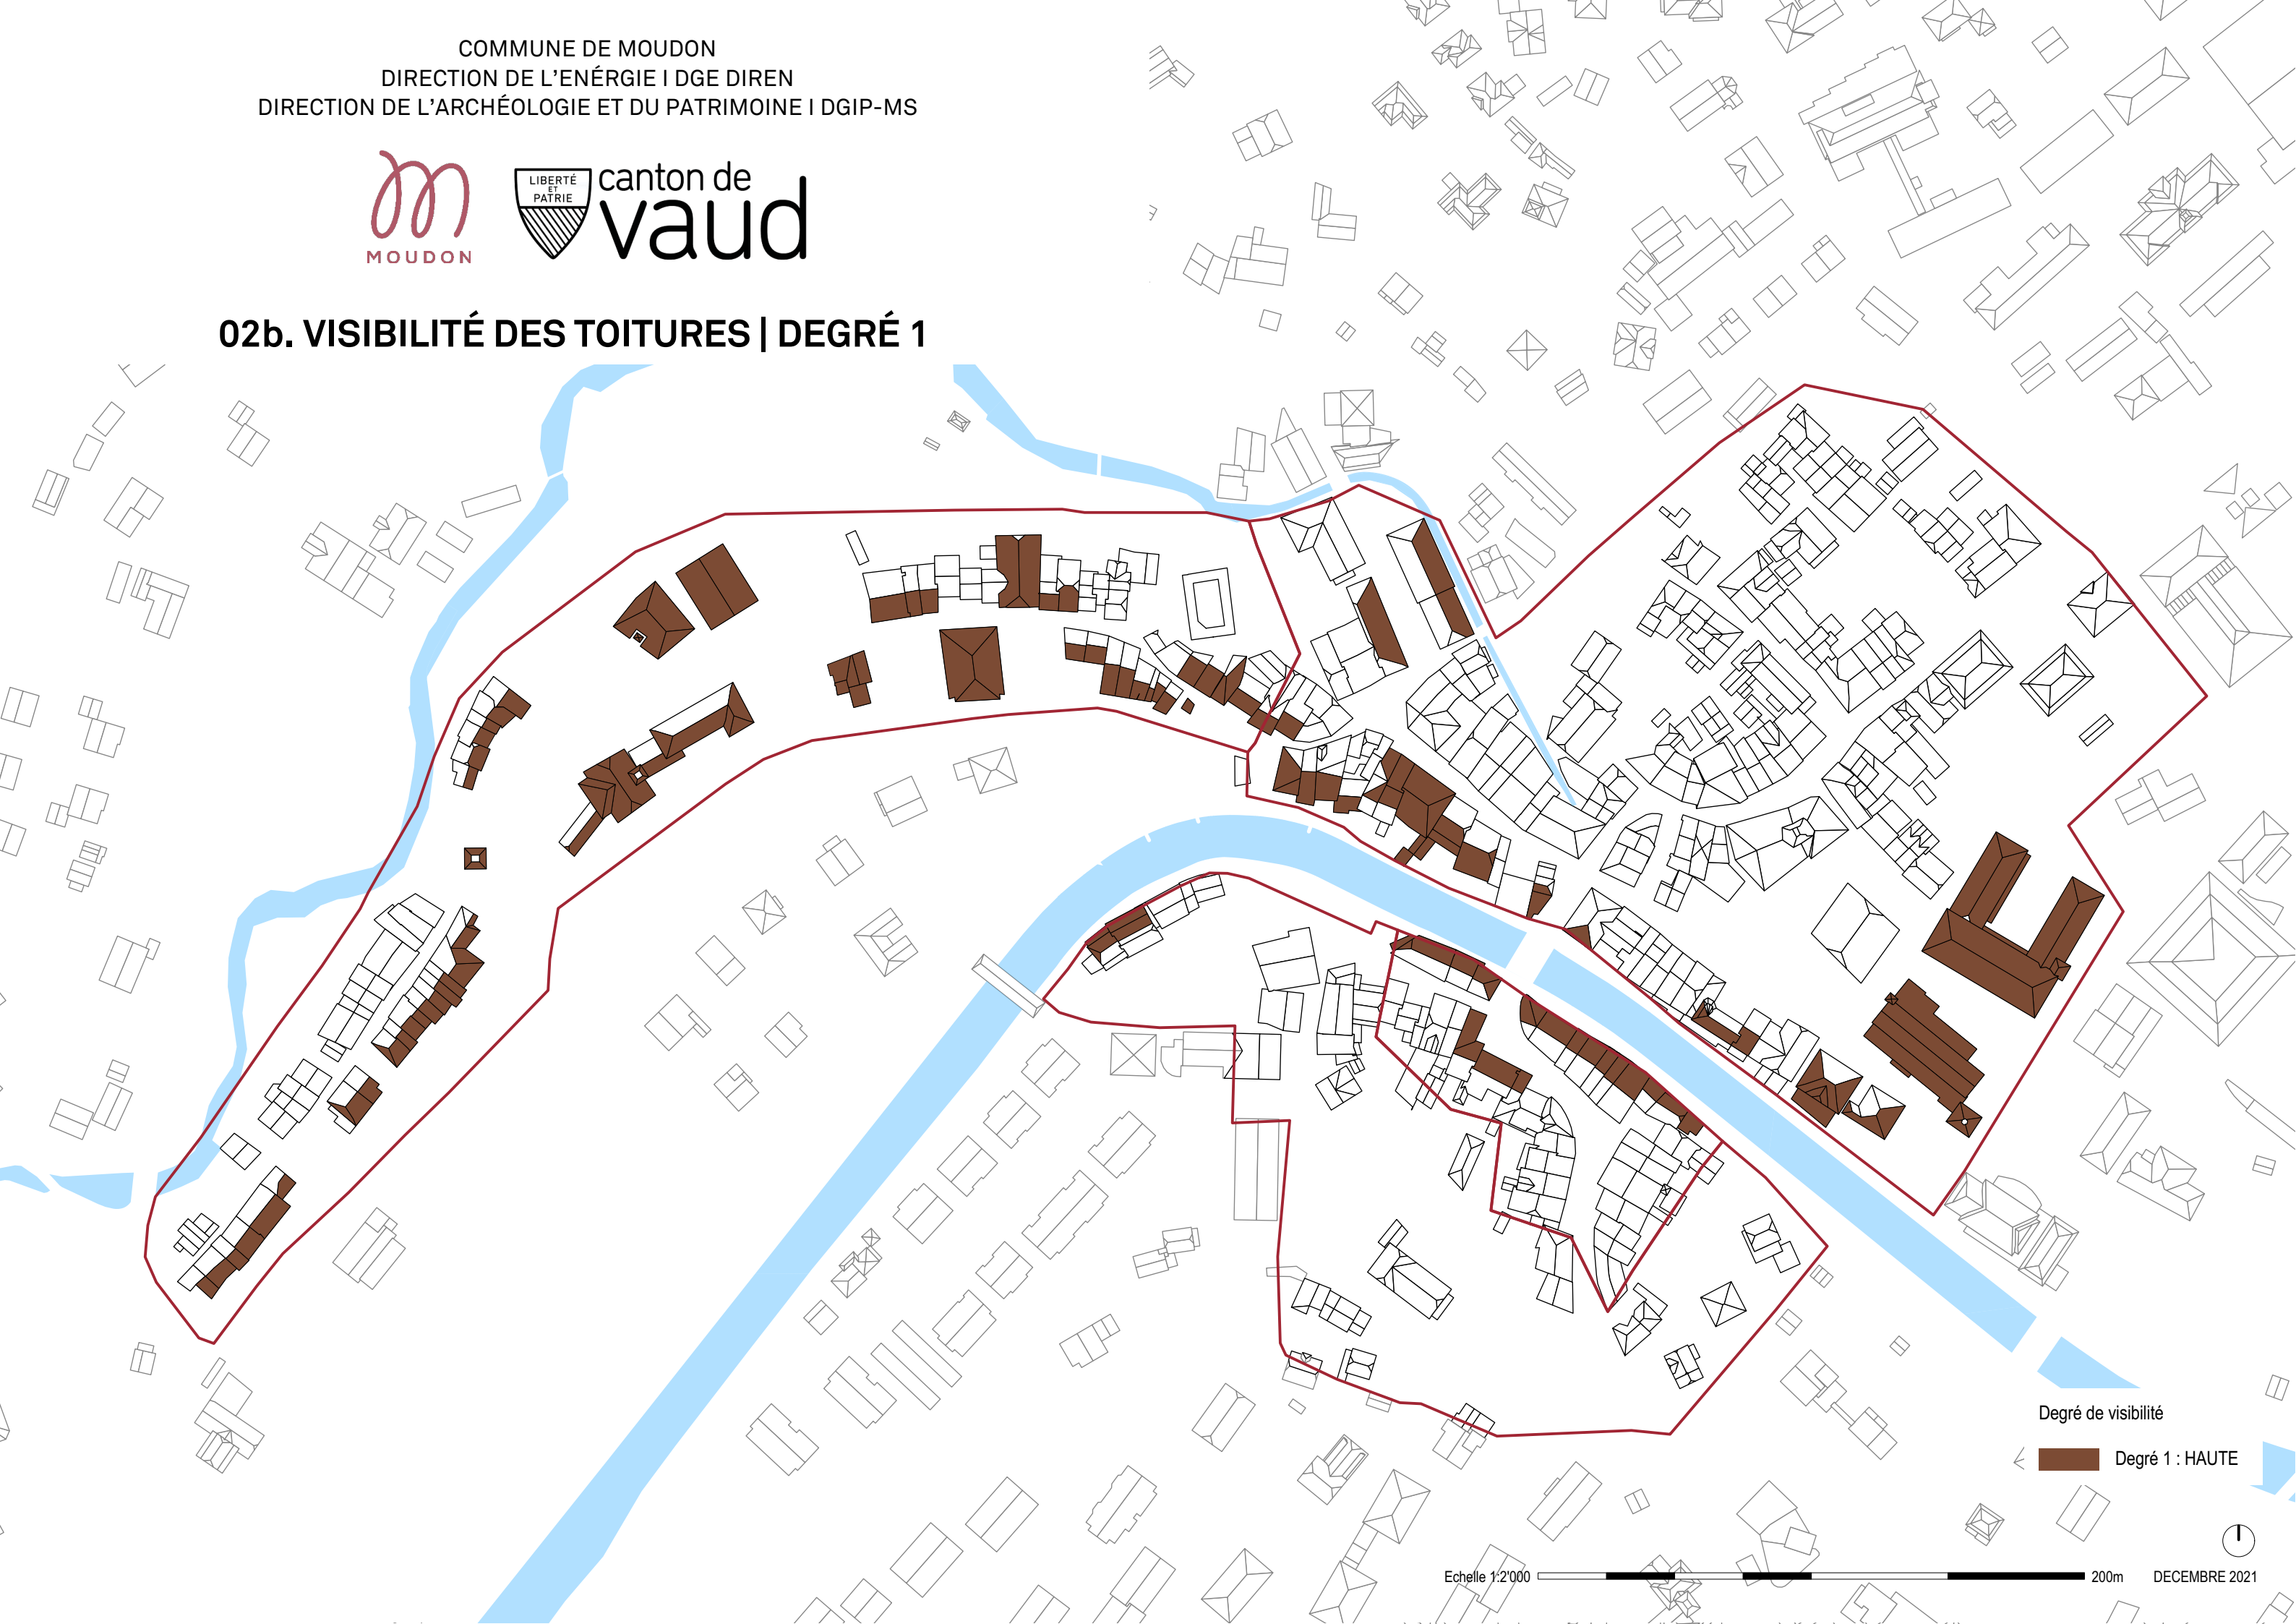 COMMUNE DE MOUDON
DIRECTION DE L'ENÉRGIE I DGE DIREN
DIRECTION DE L'ARCHÉOLOGIE ET DU PATRIMOINE I DGIP-MS
MOUDON
LIBERTÉ
ET
PATRIE
canton de
vaud
02b. VISIBILITÉ DES TOITURES | DEGRÉ 1
Degré de visibilité
Degré 1 : HAUTE
Echelle 1:2'000
200m
DECEMBRE 2021